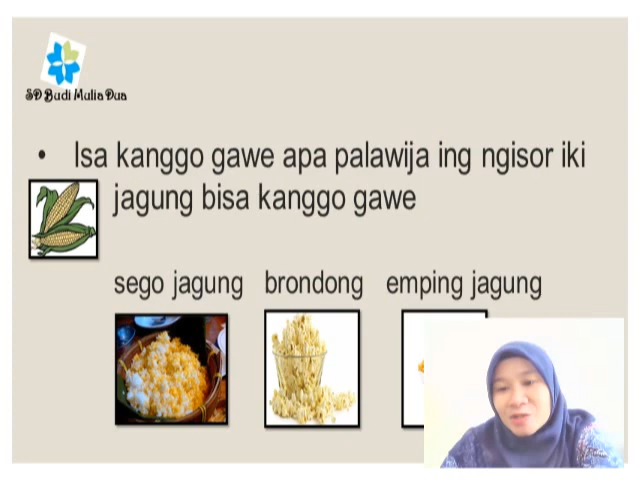 SD Budi Mulia Dua
• Isa kanggo gawe apa palawija ing ngisor iki
jagung bisa kanggo gawe
sego jagung brondong emping jagung